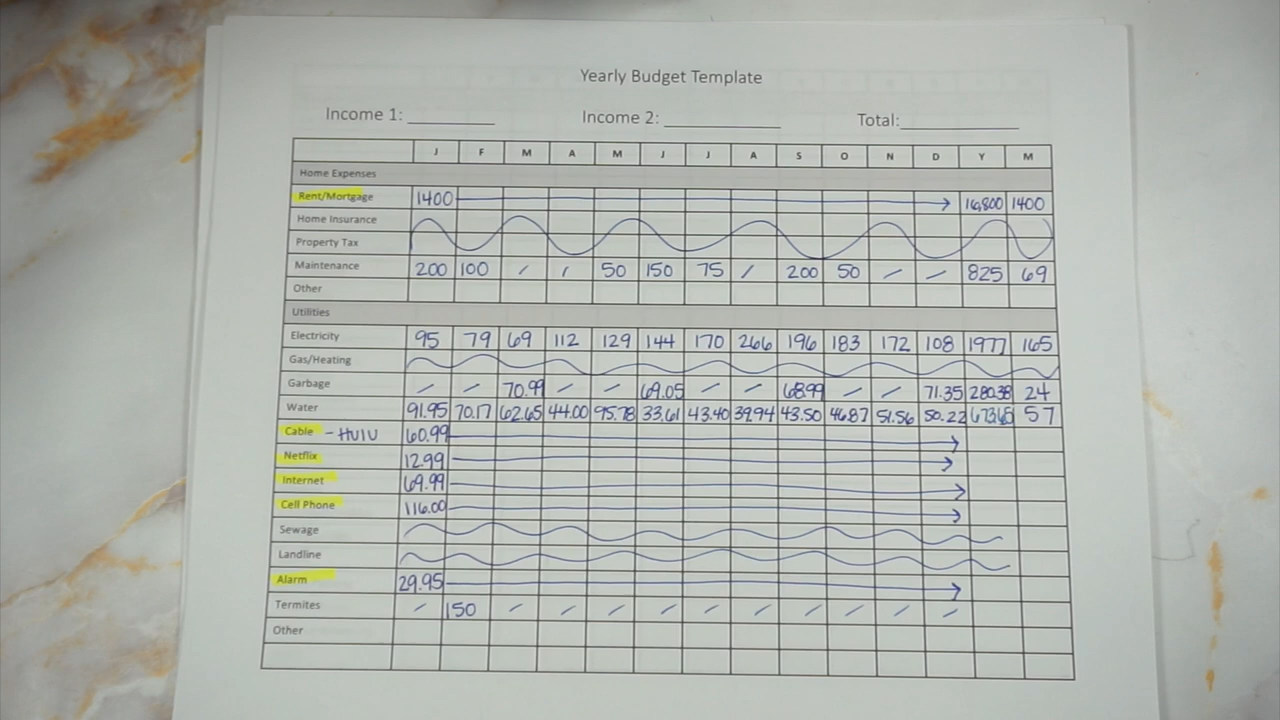 Yearly Budget Template
Income 1: Income 2: Total:
J F M A M J J A S O N D Y M
Home Expenses
Rent/Mortgage 1400 16,800 1400
Home Insurance
Property Tax
Maintenance 200 100 / / 50 150 75 / 200 50 / / 825 69
Other
Utilities
Electricity 95 79 69 112 129 144 170 266 196 183 172 108 1977 165
Gas/Heating
Garbage / / 70.99 / / 69.05 / / 68.99 / / 71.35 280.38 24
Water 91.95 70.17 62.65 44.00 95.78 33.61 43.40 39.94 43.50 46.87 51.56 50.22 673.65 57
Cable - HULU 60.99
Netflix 12.99
Internet 69.99
Cell Phone 116.00
Sewage
Landline
Alarm 29.95
Termites / 150 / / / / / / / / / /
Other